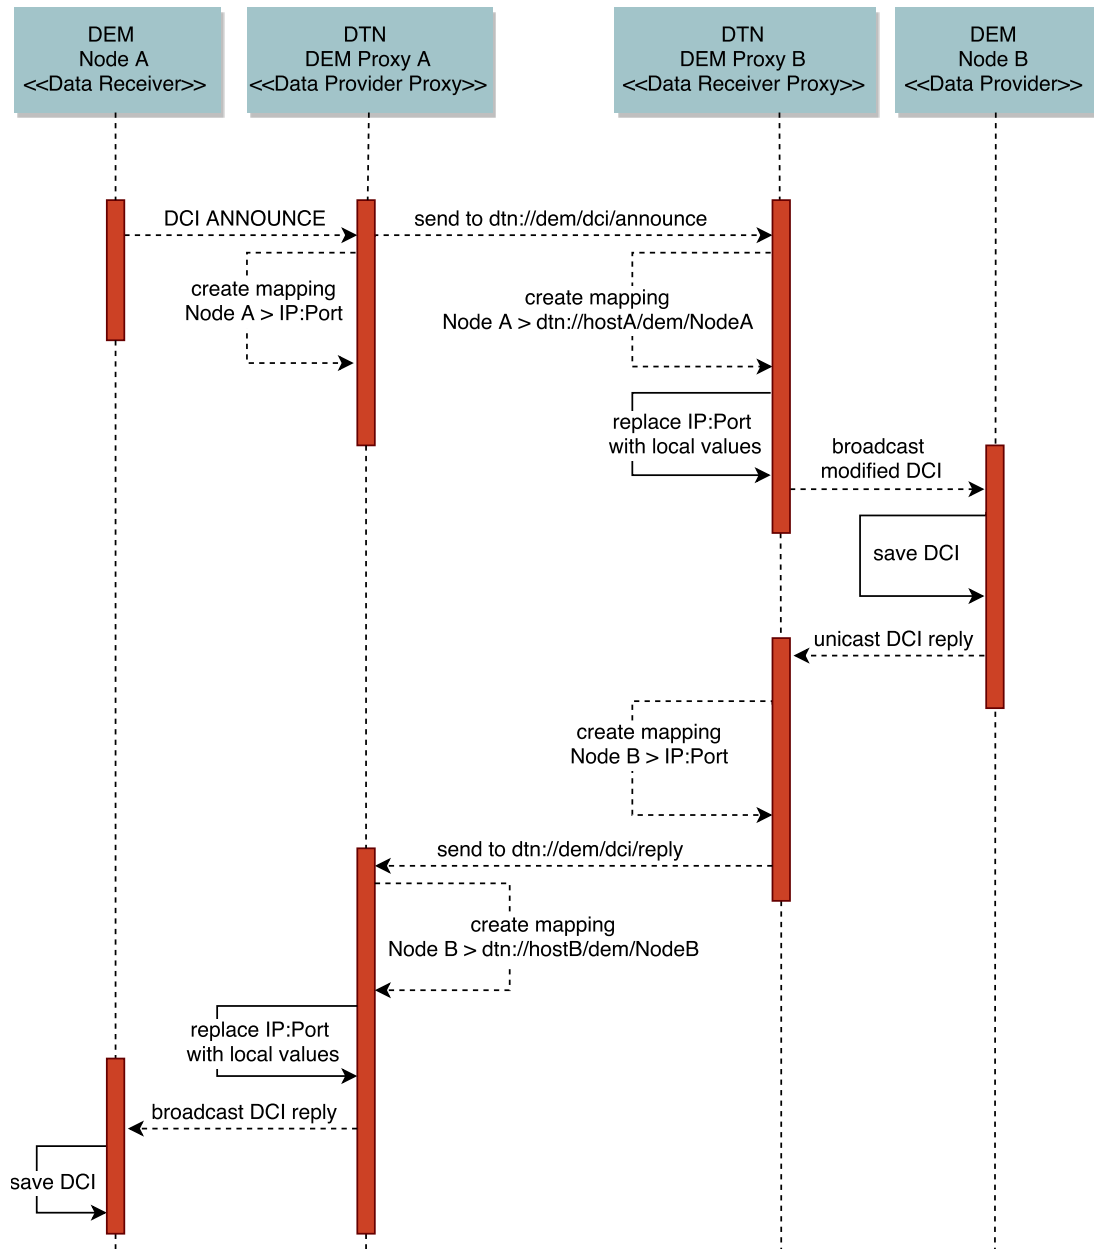 DEM
Node A
<<Data Receiver>>
DTN
DEM Proxy A
<<Data Provider Proxy>>
DTN
DEM Proxy B
<<Data Receiver Proxy>>
DEM
Node B
<<Data Provider>>
DCI ANNOUNCE
send to dtn://dem/dci/announce
create mapping
Node A > IP:Port
create mapping
Node A > dtn://hostA/dem/NodeA
replace IP:Port
with local values
broadcast
modified DCI
save DCI
unicast DCI reply
create mapping
Node B > IP:Port
send to dtn://dem/dci/reply
create mapping
Node B > dtn://hostB/dem/NodeB
replace IP:Port
with local values
broadcast DCI reply
save DCI